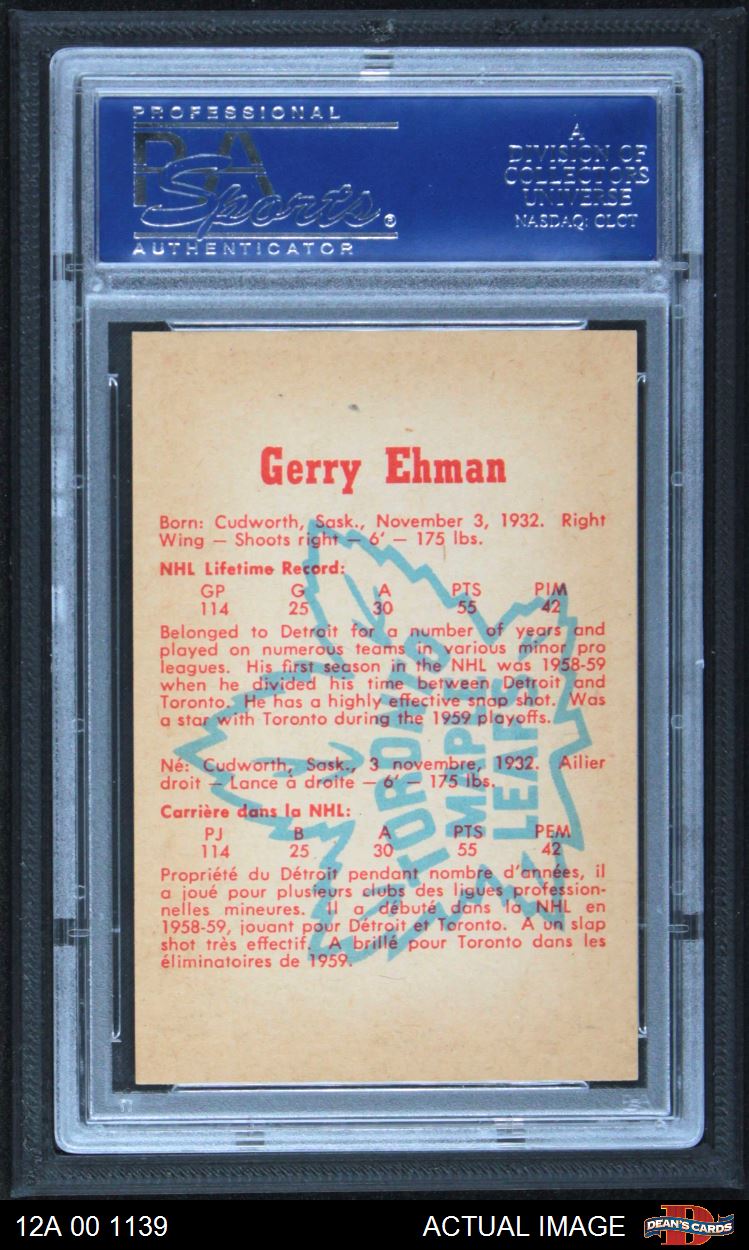 PROFESSIONAL
PSA
Sports®
AUTHENTICATOR
A
DIVISION OF
COLLECTORS
UNIVERSE
NASDAQ: CLCT
Gerry Ehman
Born: Cudworth, Sask., November 3, 1932. Right
Wing — Shoots right — 6' — 175 lbs.
NHL Lifetime Record:
GP G A PTS PIM
114 25 30 55 42
Belonged to Detroit for a number of years and
played on numerous teams in various minor pro
leagues. His first season in the NHL was 1958-59
when he divided his time between Detroit and
Toronto. He has a highly effective snap shot. Was
a star with Toronto during the 1959 playoffs.
TORONTO
MAPLE
LEAFS
Né: Cudworth, Sask., 3 novembre, 1932. Ailier
droit — Lance à droite — 6' — 175 lbs.
Carrière dans la NHL:
PJ B A PTS PEM
114 25 30 55 42
Propriété du Détroit pendant nombre d'années, il
a joué pour plusieurs clubs des ligues profession-
nelles mineures. Il a débuté dans la NHL en
1958-59, jouant pour Détroit et Toronto. A un slap
shot très effectif. A brillé pour Toronto dans les
éliminatoires de 1959.
12A 00 1139 ACTUAL IMAGE
D
DEAN'S CARDS